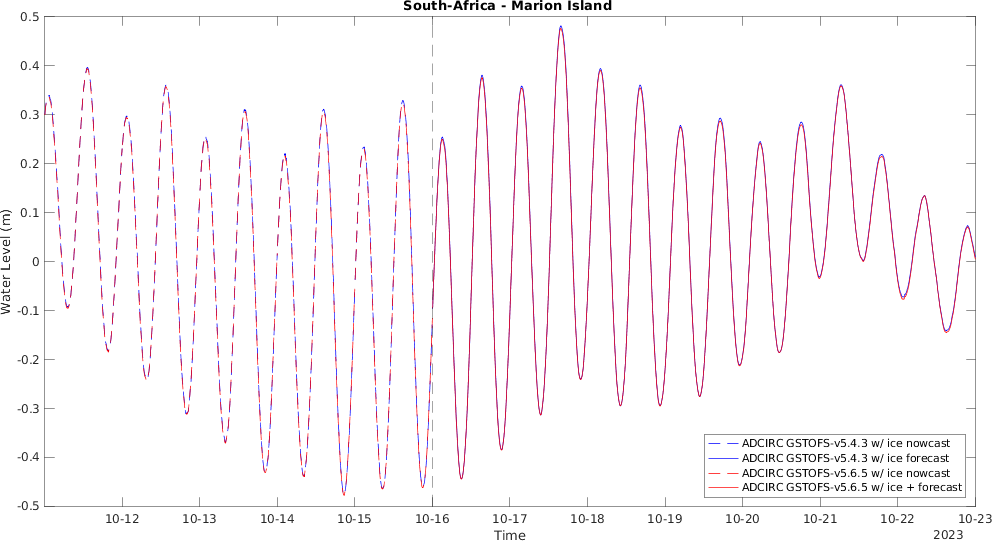 South-Africa - Marion Island
0.5
0.4
0.3
0.2
0.1
0
-0.1
-0.2
-0.3
-0.4
-0.5
Water Level (m)
ADCIRC GSTOFS-v5.4.3 w/ ice nowcast
ADCIRC GSTOFS-v5.4.3 w/ ice forecast
ADCIRC GSTOFS-v5.6.5 w/ ice nowcast
ADCIRC GSTOFS-v5.6.5 w/ ice + forecast
10-12 10-13 10-14 10-15 10-16 10-17 10-18 10-19 10-20 10-21 10-22 10-23
Time
2023